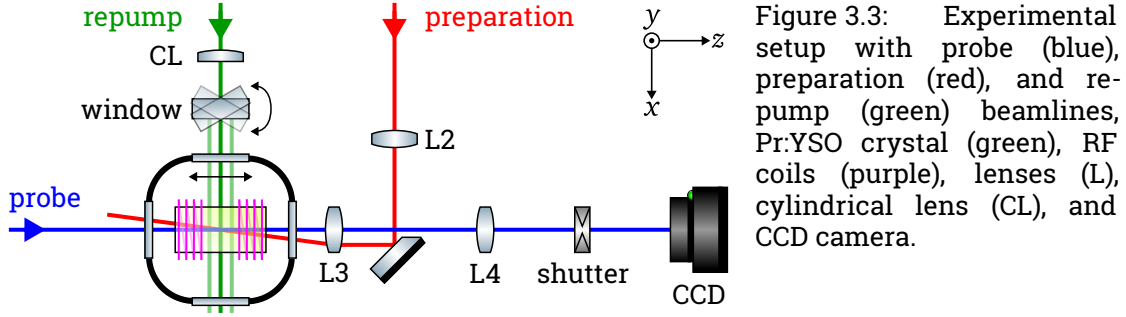 repump
preparation
CL
window
L2
probe
L3
L4
shutter
CCD
y
z
x
Figure 3.3: Experimental
setup with probe (blue),
preparation (red), and re-
pump (green) beamlines,
Pr:YSO crystal (green), RF
coils (purple), lenses (L),
cylindrical lens (CL), and
CCD camera.